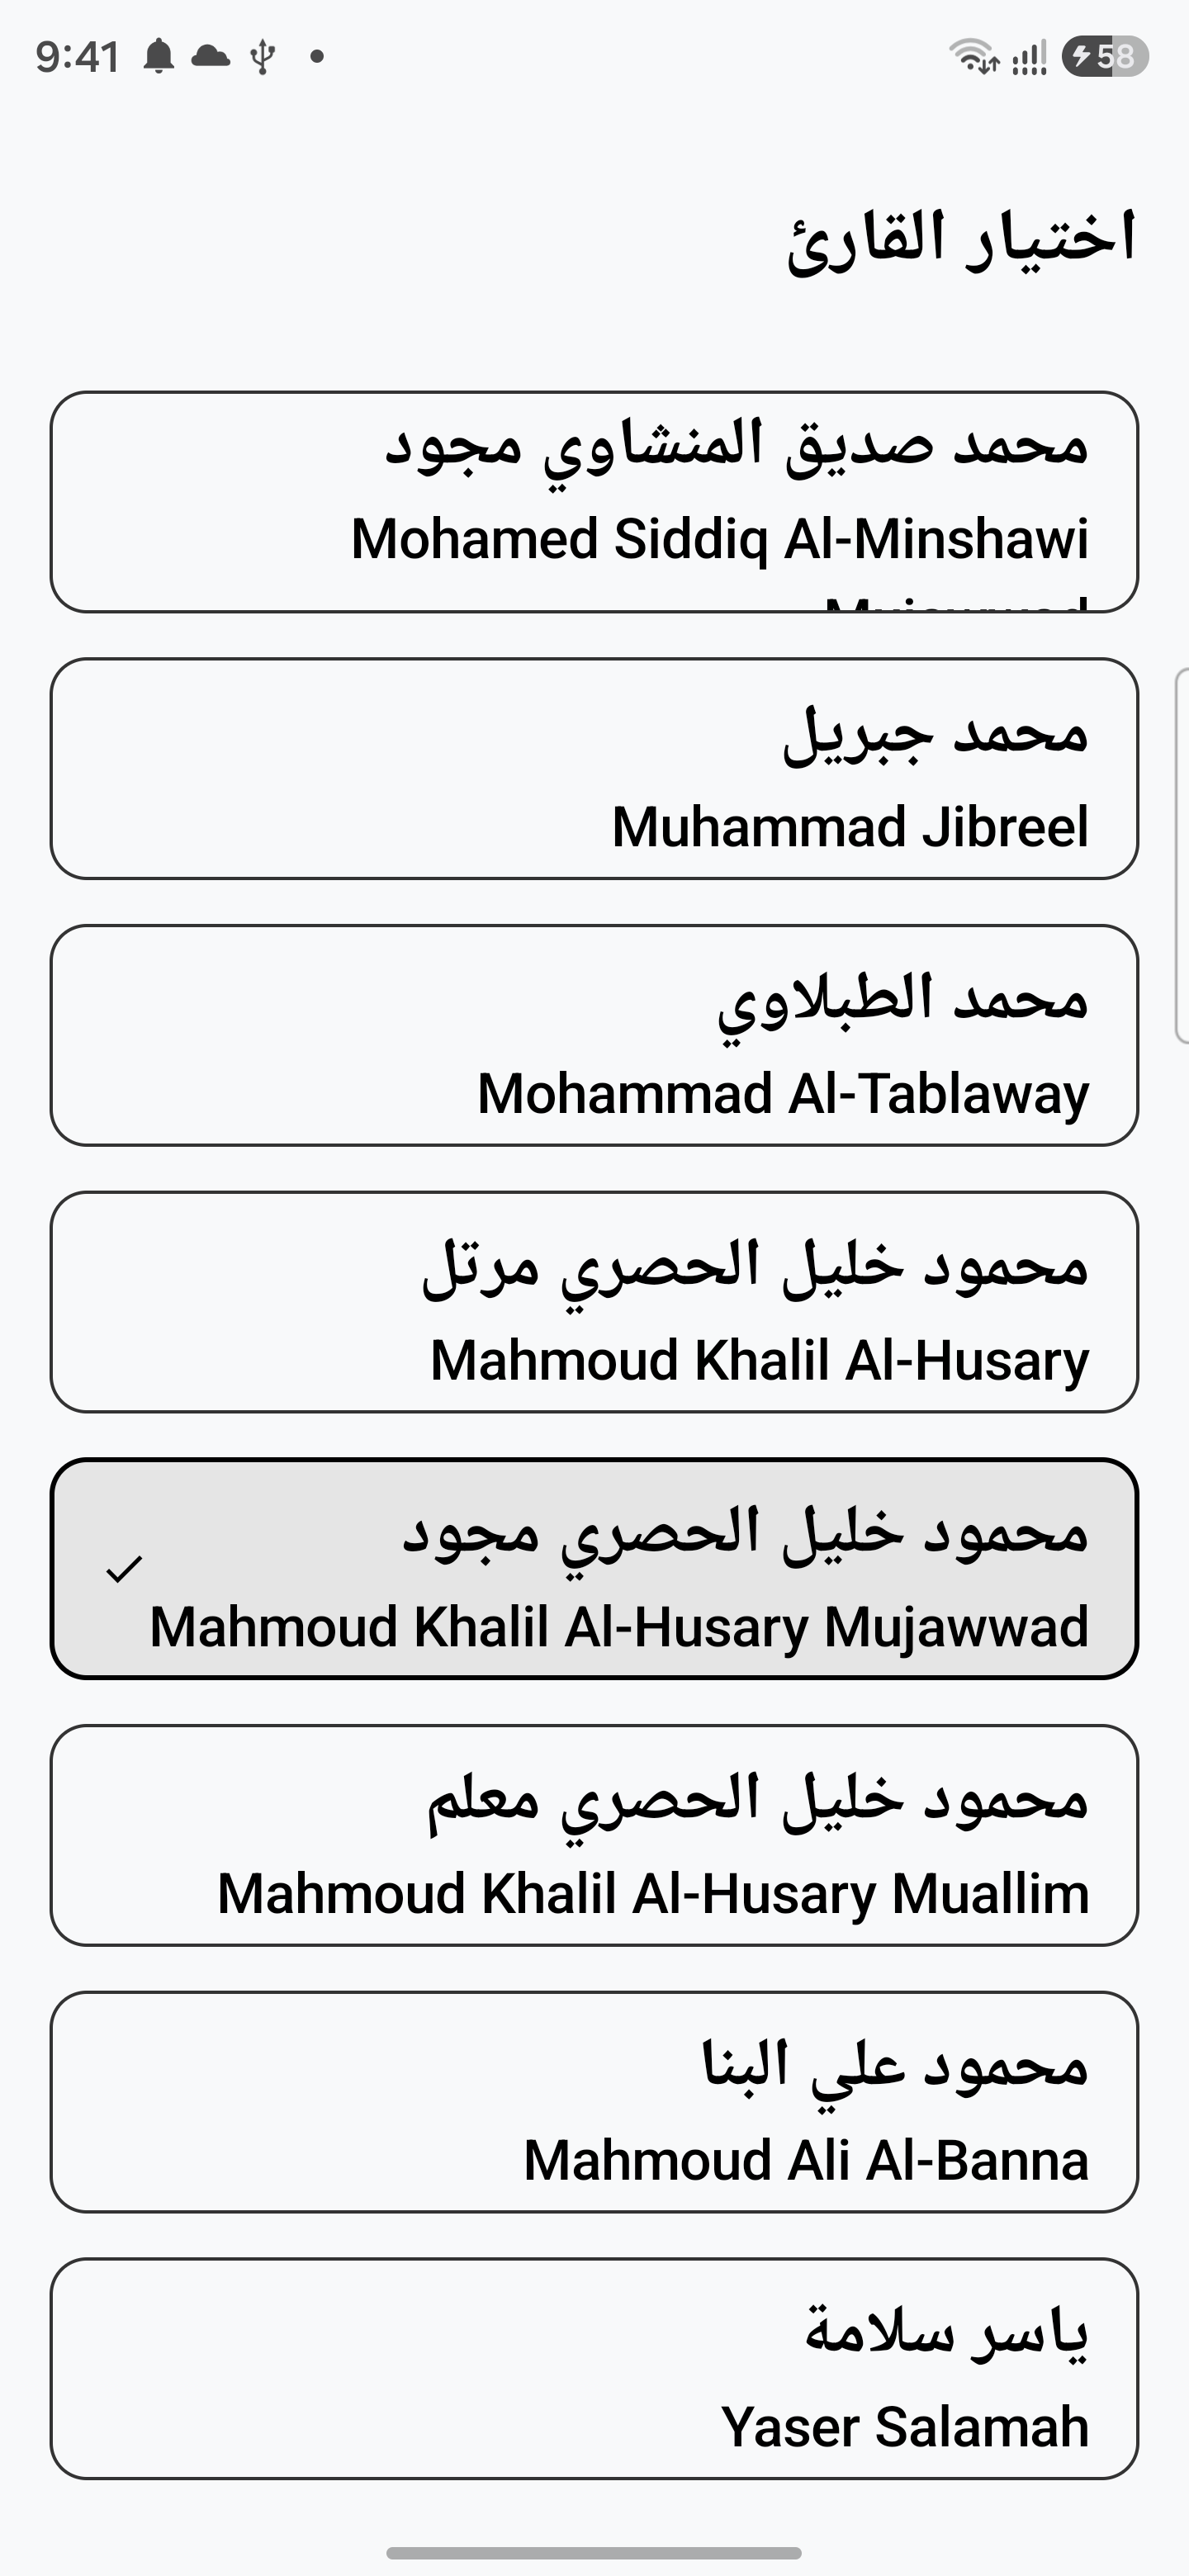 9:41
58
اختيار القارئ
محمد صديق المنشاوي مجود
Mohamed Siddiq Al-Minshawi
محمد جبريل
Muhammad Jibreel
محمد الطبلاوي
Mohammad Al-Tablaway
محمود خليل الحصري مرتل
Mahmoud Khalil Al-Husary
محمود خليل الحصري مجود
Mahmoud Khalil Al-Husary Mujawwad
محمود خليل الحصري معلم
Mahmoud Khalil Al-Husary Muallim
محمود علي البنا
Mahmoud Ali Al-Banna
ياسر سلامة
Yaser Salamah